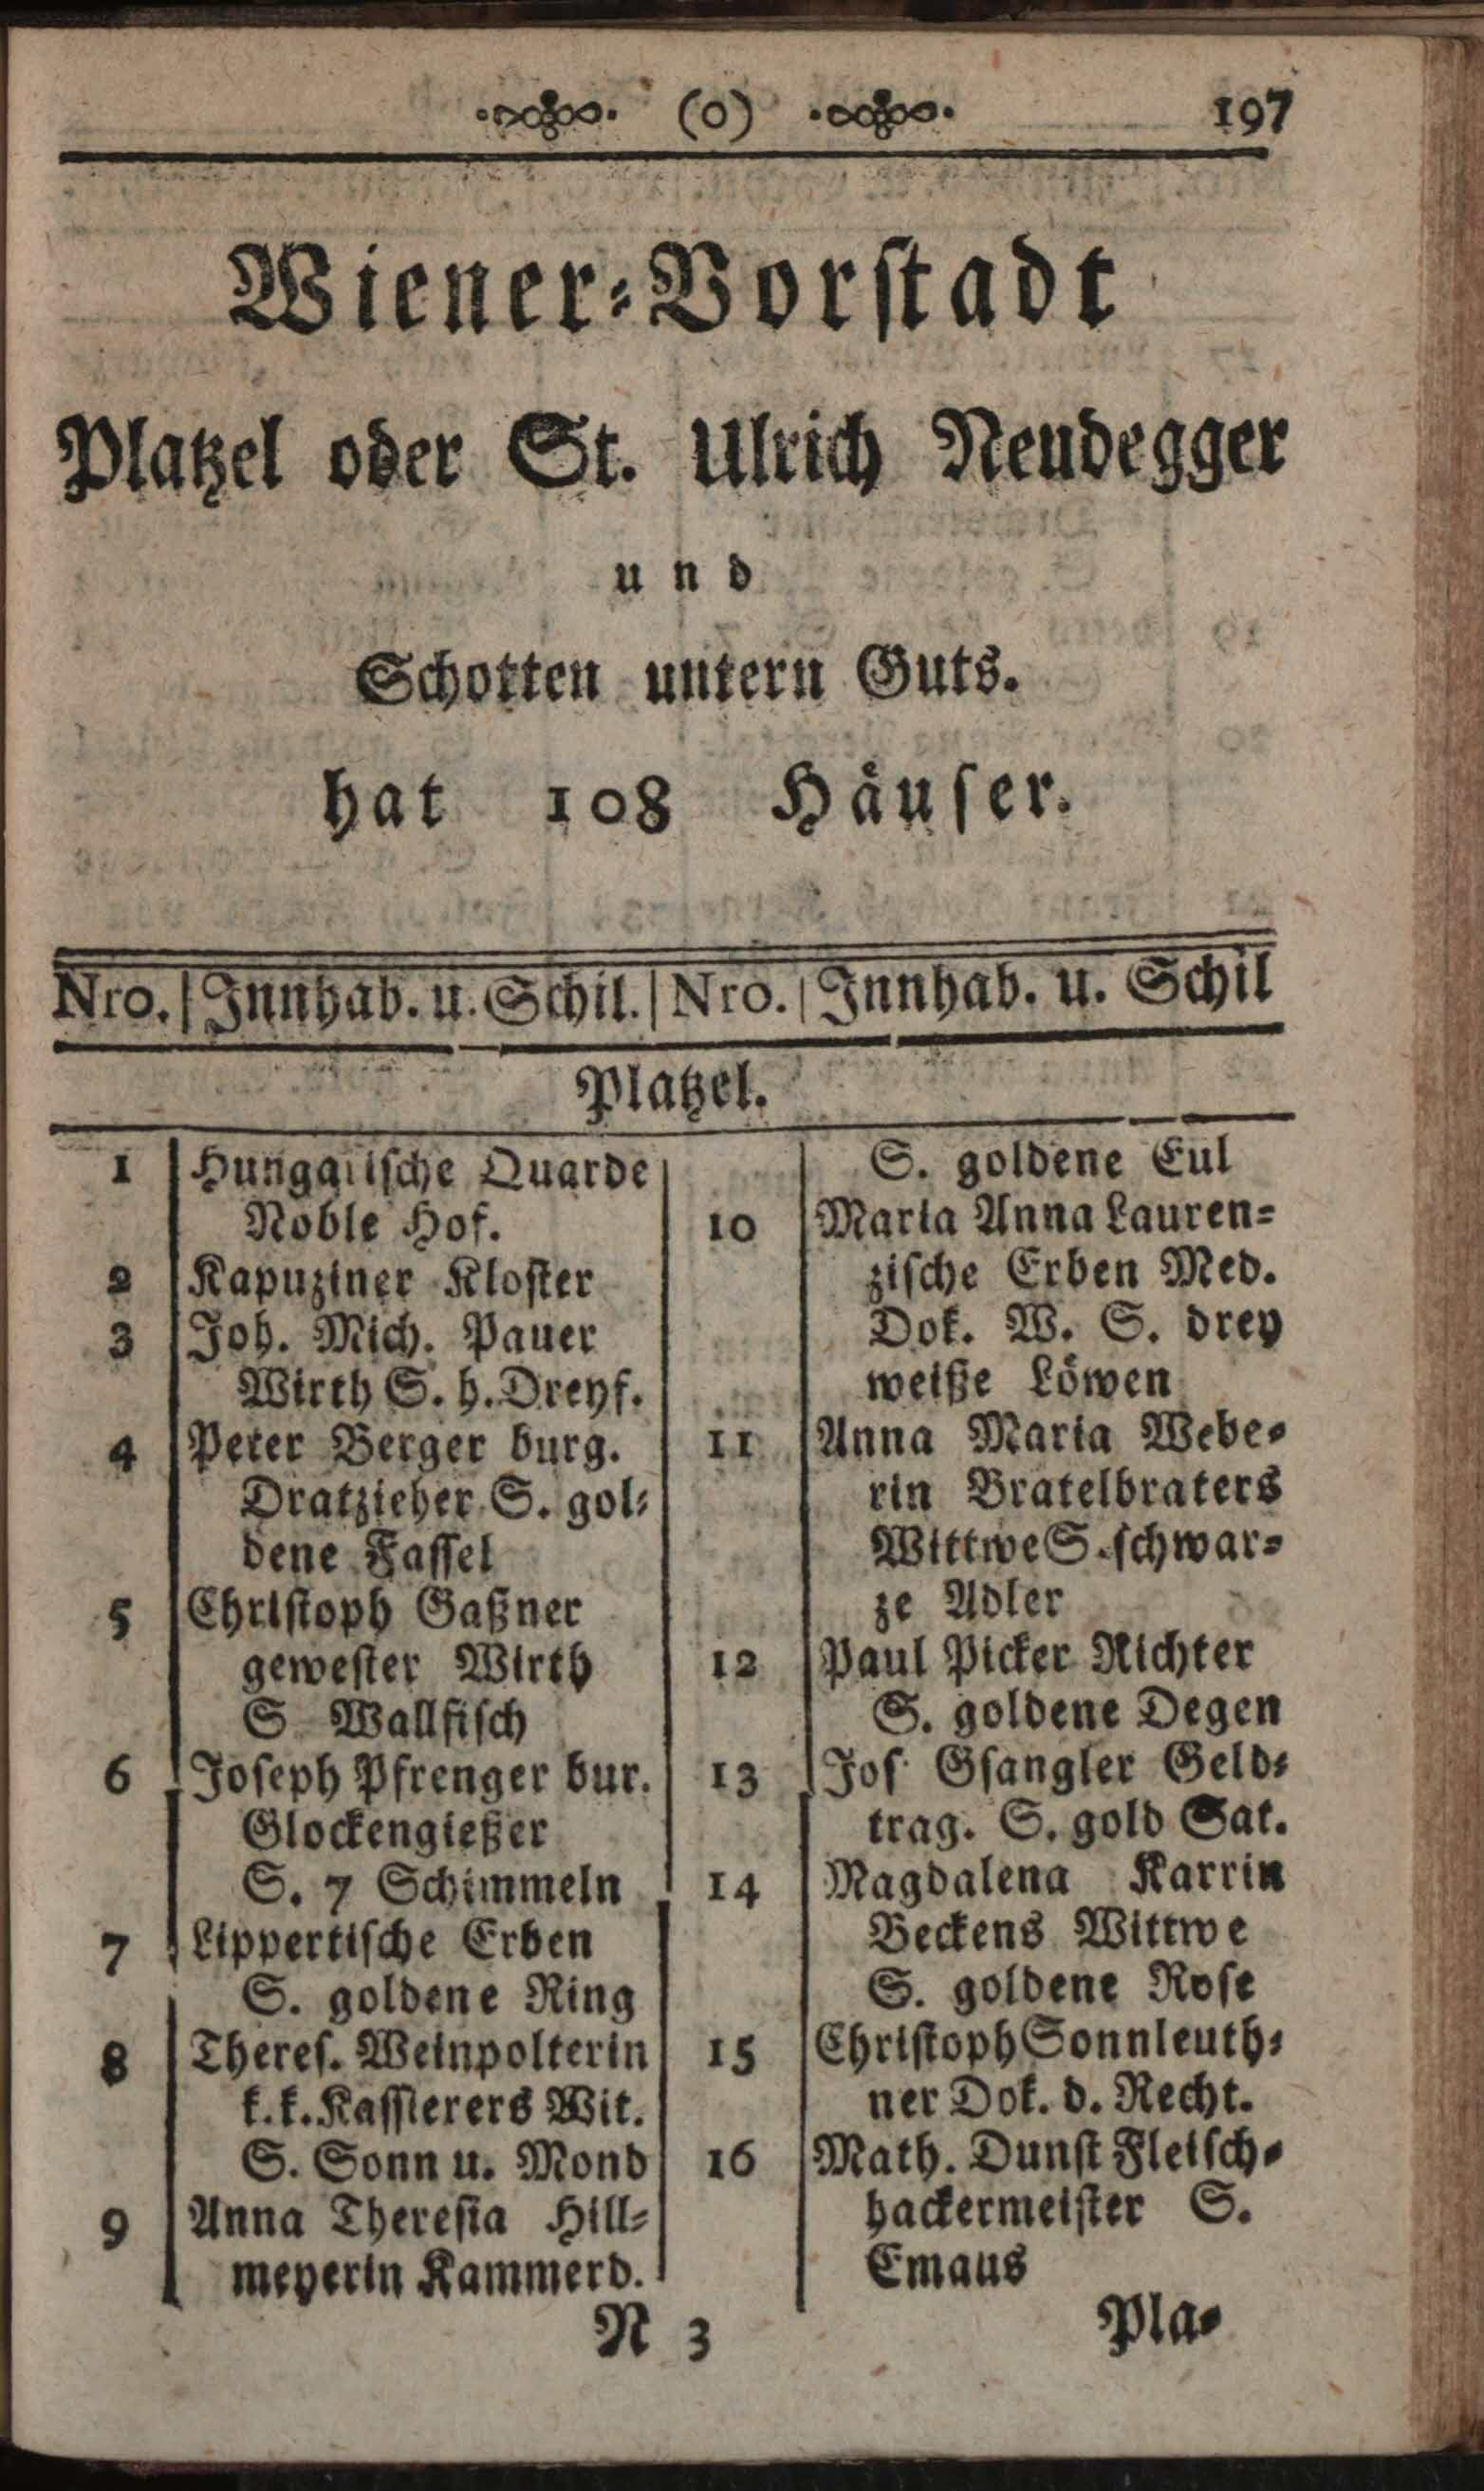 (0) 197
Wiener-Vorstadt
Platzel oder St. Ulrich Neudegger
und
Schotten untern Guts.
hat 108 Häuser.
Nro. | Innhab. u. Schil. | Nro. | Innhab. u. Schil
Platzel.
1 Hungarische Quarde
Noble Hof.
2 Kapuziner Kloster
3 Joh. Mich. Pauer
Wirth S. h. Dreyf.
4 Peter Berger burg.
Dratzieher S. gol-
dene Fassel
5 Christoph Gaßner
gewester Wirth
S Wallfisch
6 Joseph Pfrenger bur.
Glockengießer
S. 7 Schimmeln
7 Lippertische Erben
S. goldene Ring
8 Theres. Weinpolterin
k. k. Kassierers Wit.
S. Sonn u. Mond
9 Anna Theresia Hill-
meyerin Kammerd.
S. goldene Eul
10 Maria Anna Lauren-
zische Erben Med.
Dok. W. S. drey
weiße Löwen
11 Anna Maria Webe-
rin Bratelbraters
Wittwe S. schwar-
ze Adler
12 Paul Picker Richter
S. goldene Degen
13 Jos Gsangler Geld-
trag. S. gold Sat.
14 Magdalena Karrin
Beckens Wittwe
S. goldene Rose
15 Christoph Sonnleuth-
ner Dok. d. Recht.
16 Math. Dunst Fleisch-
hackermeister S.
Emaus
N 3 Pla-